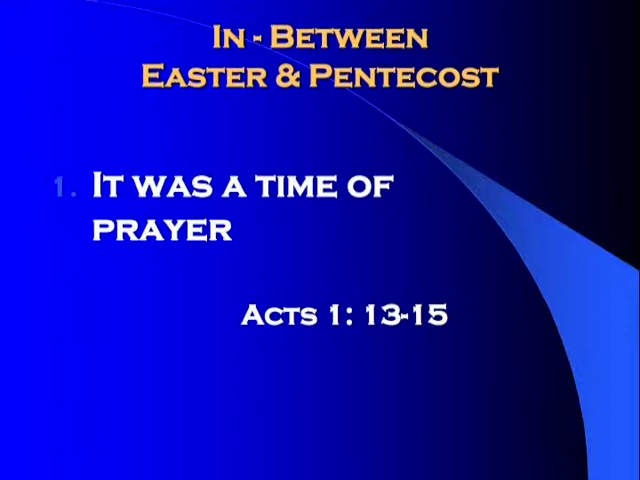 In - Between
Easter & Pentecost
1. It was a time of
prayer
Acts 1: 13-15